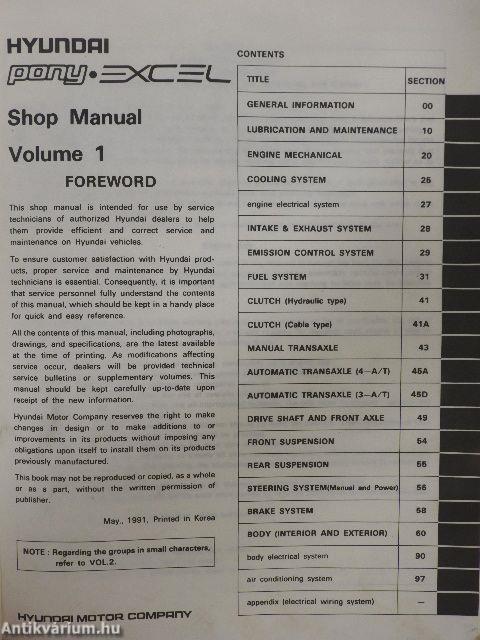 HYUNDAI
pony•EXCEL
Shop Manual
Volume 1
FOREWORD
This shop manual is intended for use by service
technicians of authorized Hyundai dealers to help
them provide efficient and correct service and
maintenance on Hyundai vehicles.
To ensure customer satisfaction with Hyundai prod-
ucts, proper service and maintenance by Hyundai
technicians is essential. Consequently, it is important
that service personnel fully understand the contents
of this manual, which should be kept in a handy place
for quick and easy reference.
All the contents of this manual, including photographs,
drawings, and specifications, are the latest available
at the time of printing. As modifications affecting
service occur, dealers will be provided technical
service bulletins or supplementary volumes. This
manual should be kept carefully up-to-date upon
receipt of the new information.
Hyundai Motor Company reserves the right to make
changes in design or to make additions to or
improvements in its products without imposing any
obligations upon itself to install them on its products
previously manufactured.
This book may not be reproduced or copied, as a whole
or as a part, without the written permission of
publisher.
May., 1991, Printed in Korea
NOTE : Regarding the groups in small characters,
refer to VOL.2.
HYUNDAI MOTOR COMPANY
CONTENTS
TITLE SECTION
GENERAL INFORMATION 00
LUBRICATION AND MAINTENANCE 10
ENGINE MECHANICAL 20
COOLING SYSTEM 25
engine electrical system 27
INTAKE & EXHAUST SYSTEM 28
EMISSION CONTROL SYSTEM 29
FUEL SYSTEM 31
CLUTCH (Hydraulic type) 41
CLUTCH (Cable type) 41A
MANUAL TRANSAXLE 43
AUTOMATIC TRANSAXLE (4—A/T) 45A
AUTOMATIC TRANSAXLE (3—A/T) 45D
DRIVE SHAFT AND FRONT AXLE 49
FRONT SUSPENSION 54
REAR SUSPENSION 55
STEERING SYSTEM(Manual and Power) 56
BRAKE SYSTEM 58
BODY (INTERIOR AND EXTERIOR) 60
body electrical system 90
air conditioning system 97
appendix (electrical wiring system) —
Antikvárium.hu